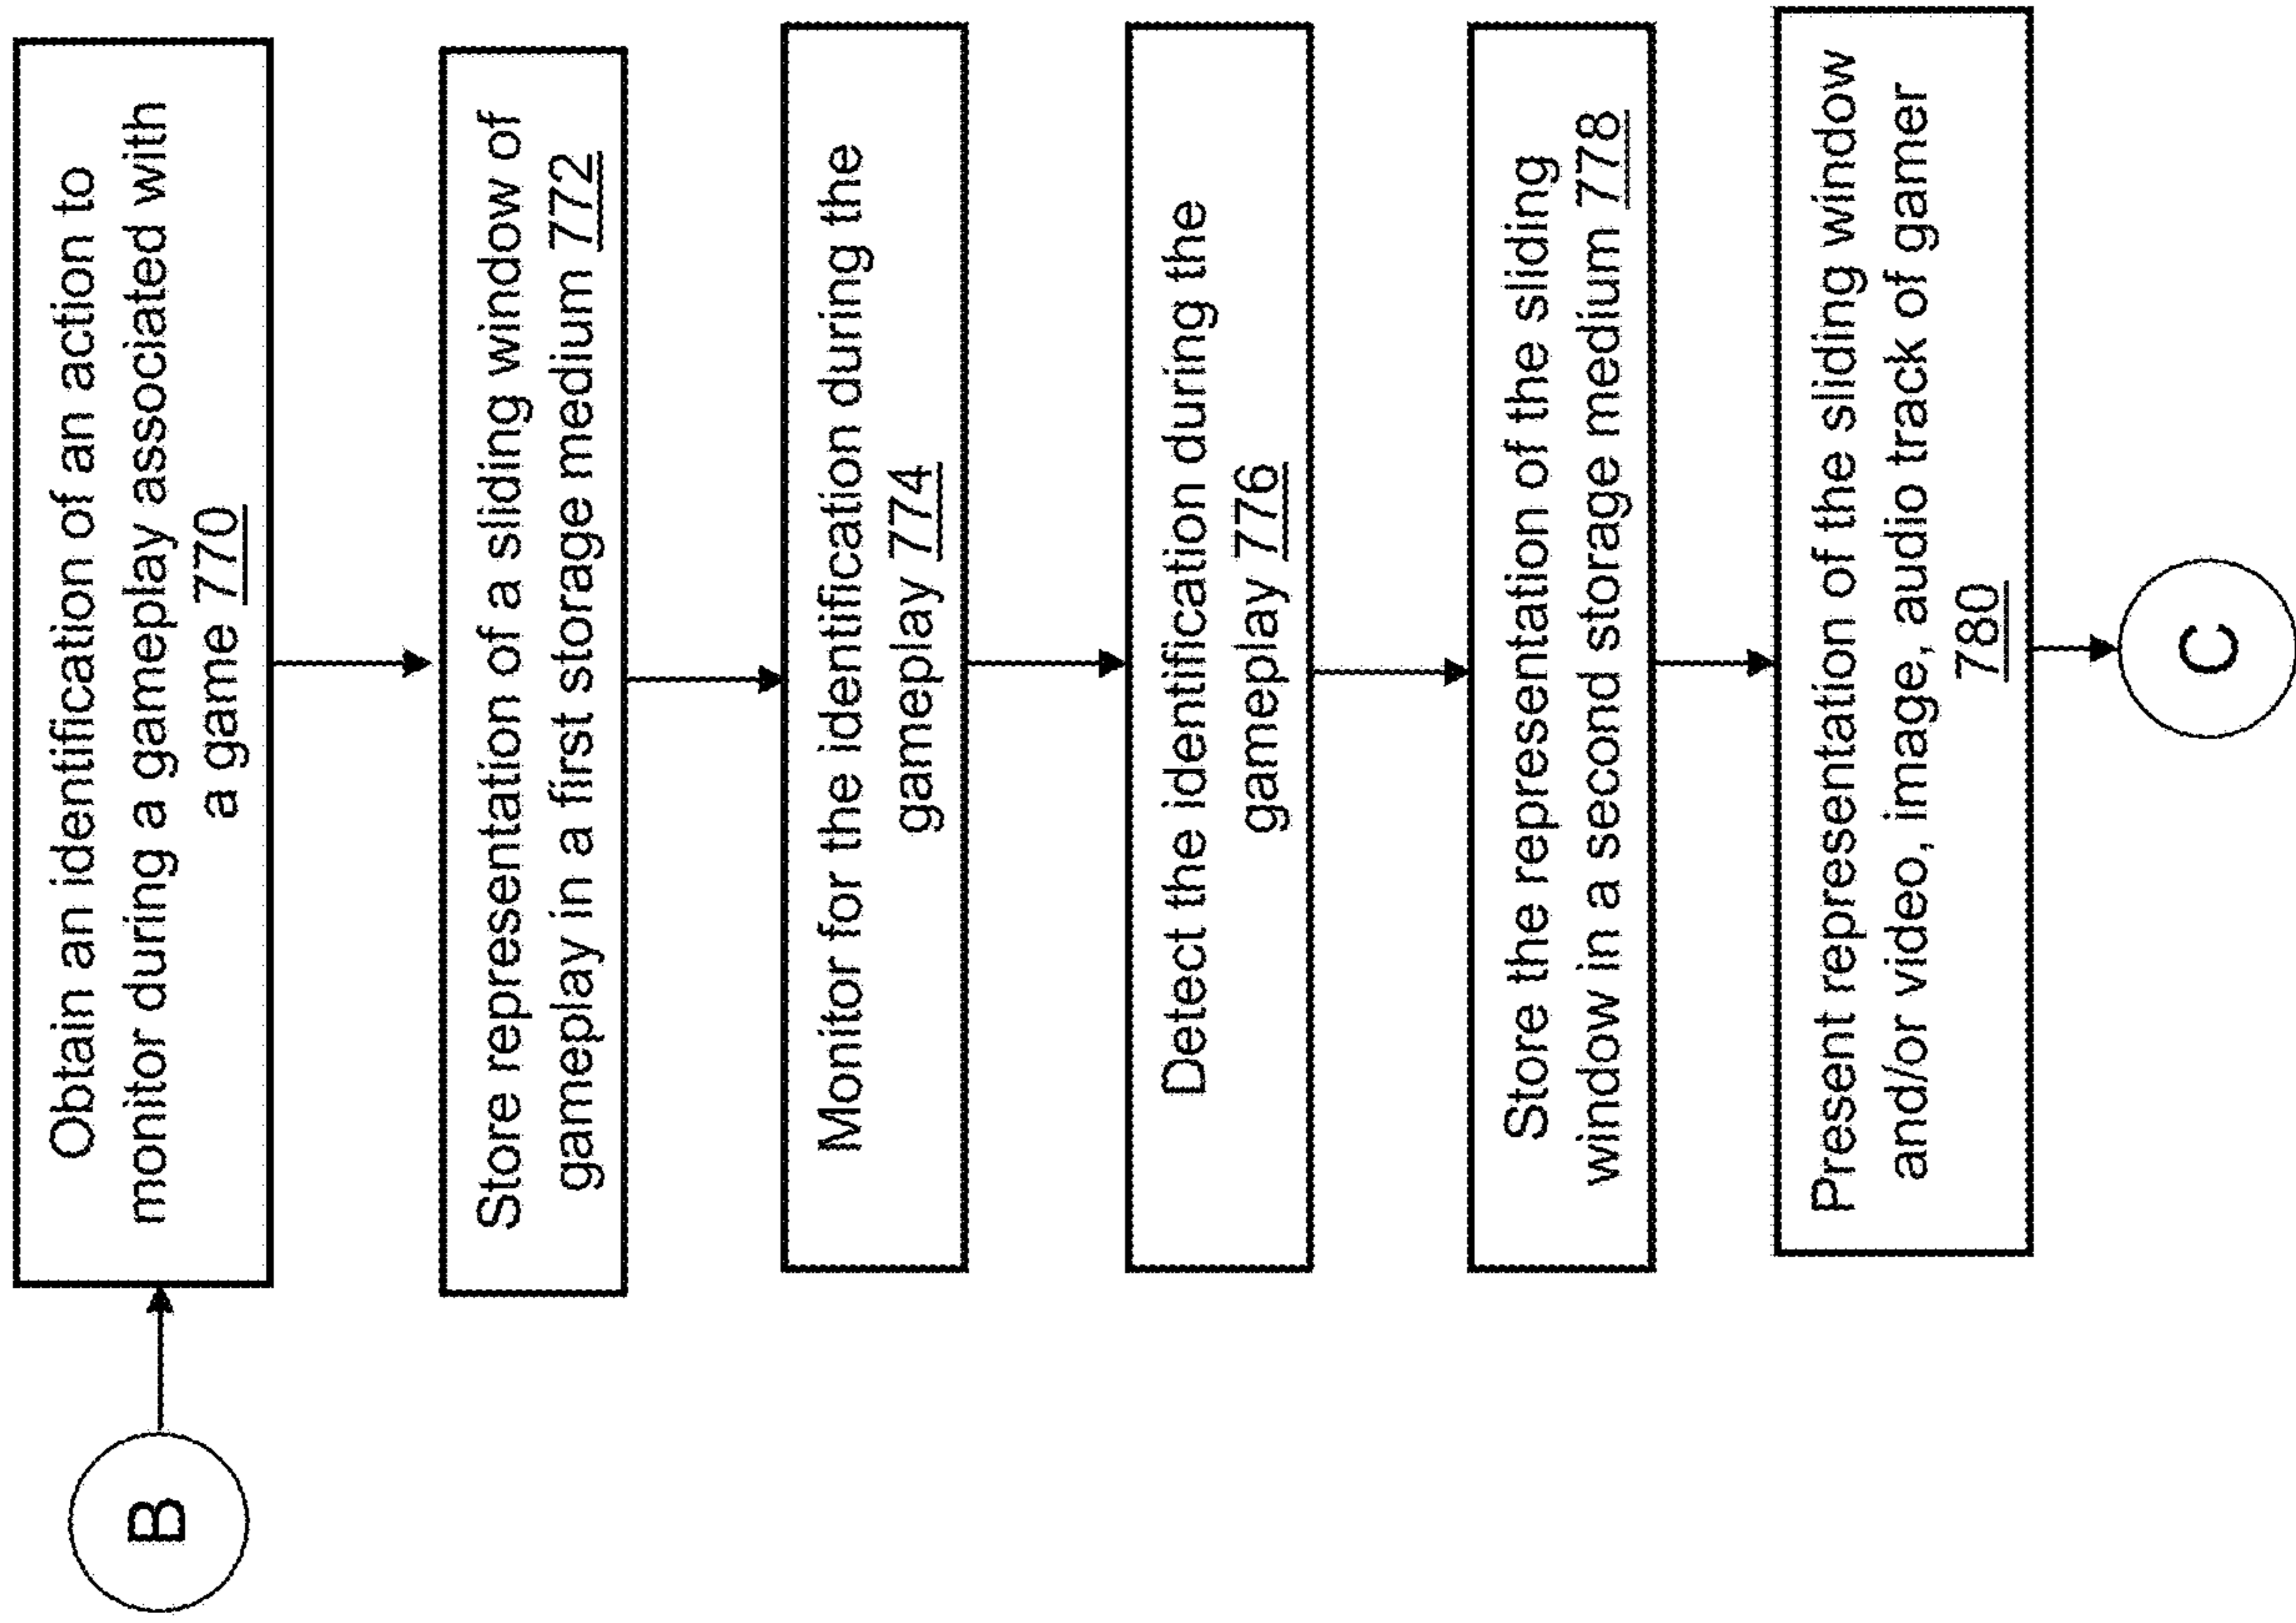 B
Obtain an identification of an action to
monitor during a gameplay associated with
a game 770
Store representation of a sliding window of
gameplay in a first storage medium 772
Monitor for the identification during the
gameplay 774
Detect the identification during the
gameplay 776
Store the representation of the sliding
window in a second storage medium 778
Present representation of the sliding window
and/or video, image, audio track of gamer
780
C